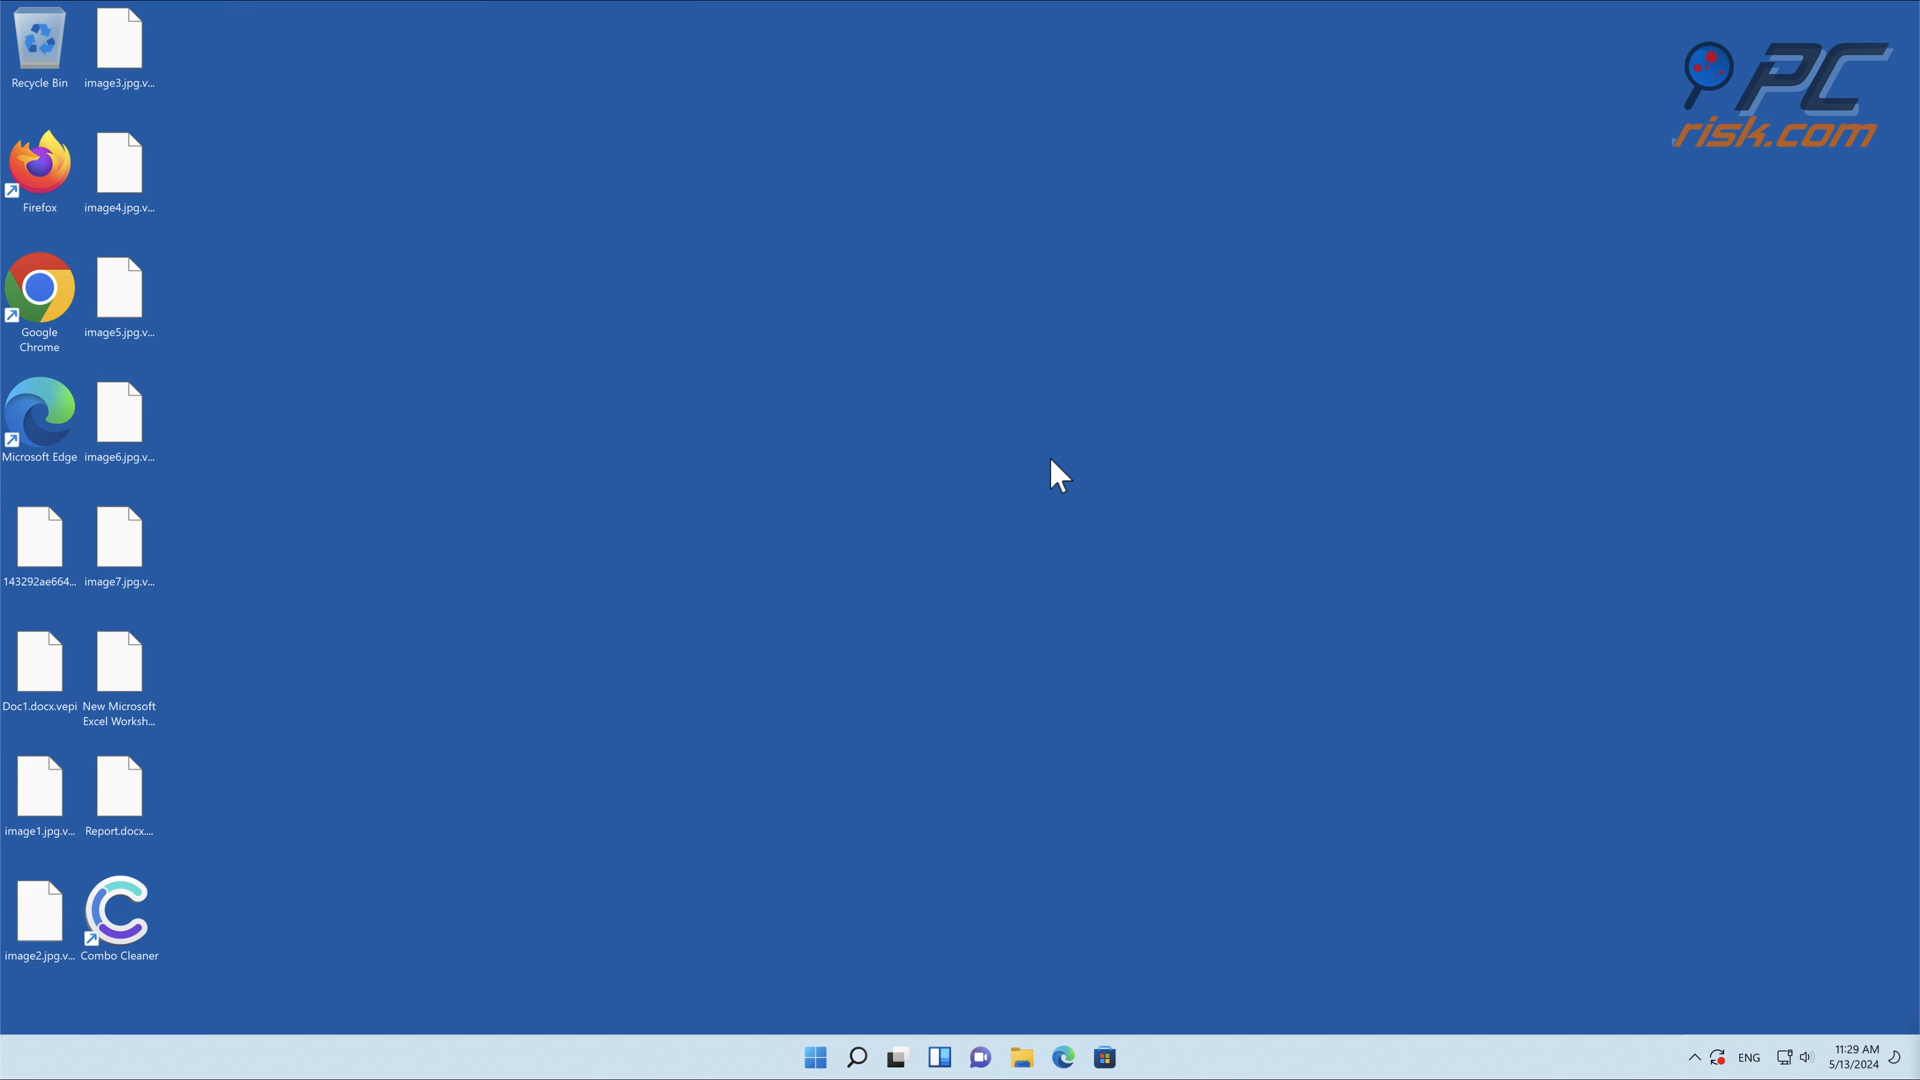 Recycle Bin
image3.jpg.v...
PC
risk.com
Firefox
image4.jpg.v...
Google
Chrome
image5.jpg.v...
Microsoft Edge
image6.jpg.v...
143292ae664...
image7.jpg.v...
Doc1.docx.vepi
New Microsoft
Excel Worksh...
image1.jpg.v...
Report.docx....
image2.jpg.v...
Combo Cleaner
ENG
11:29 AM
5/13/2024